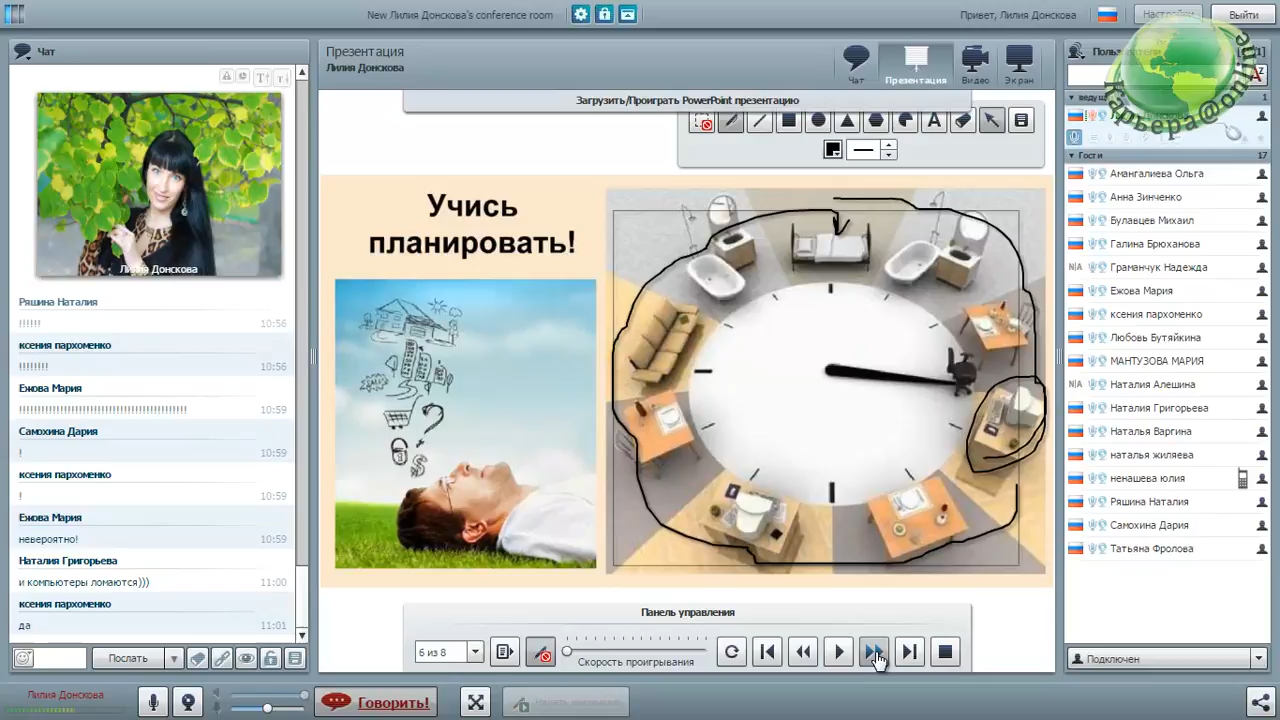 New Лилия Донскова's conference room
Привет, Лилия Донскова
Настройки
Выйти
Чат
Лилия Донскова
Ряшина Наталия
!!!!!!
10:56
ксения пархоменко
!!!!!!!!
10:56
Ежова Мария
!!!!!!!!!!!!!!!!!!!!!!!!!!!!!!!!!!!!!!!!!!!!
10:59
Самохина Дария
!
10:59
ксения пархоменко
!
10:59
Ежова Мария
невероятно!
10:59
Наталия Григорьева
и компьютеры ломаются)))
11:00
ксения пархоменко
да
11:01
Послать
Презентация
Лилия Донскова
Чат
Презентация
Видео
Экран
Загрузить/Проиграть PowerPoint презентацию
Учись
планировать!
Панель управления
6 из 8
Скорость проигрывания
карьера@online
ведущ
1
Гости
17
Амангалиева Ольга
Анна Зинченко
Булавцев Михаил
Галина Брюханова
N|A Граманчук Надежда
Ежова Мария
ксения пархоменко
Любовь Бутяйкина
МАНТУЗОВА МАРИЯ
N|A Наталия Алешина
Наталия Григорьева
Наталья Варгина
наталья жиляева
ненашева юлия
Ряшина Наталия
Самохина Дария
Татьяна Фролова
Подключен
Лилия Донскова
Говорить!